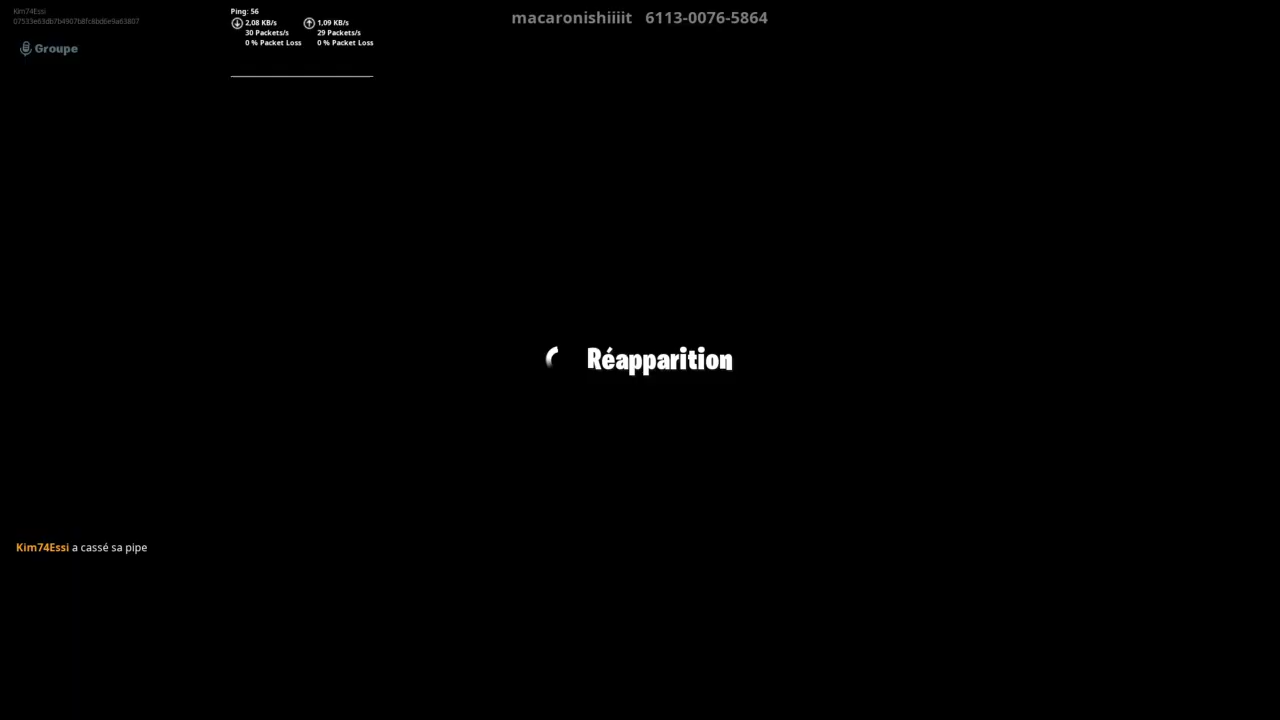 Kim74Essi
07533e63db7b4907b8fc8bd6e9a63807
Groupe
Ping: 56
2,08 KB/s 1,09 KB/s
30 Packets/s 29 Packets/s
0 % Packet Loss 0 % Packet Loss
macaronishiiiit 6113-0076-5864
Réapparition
Kim74Essi a cassé sa pipe